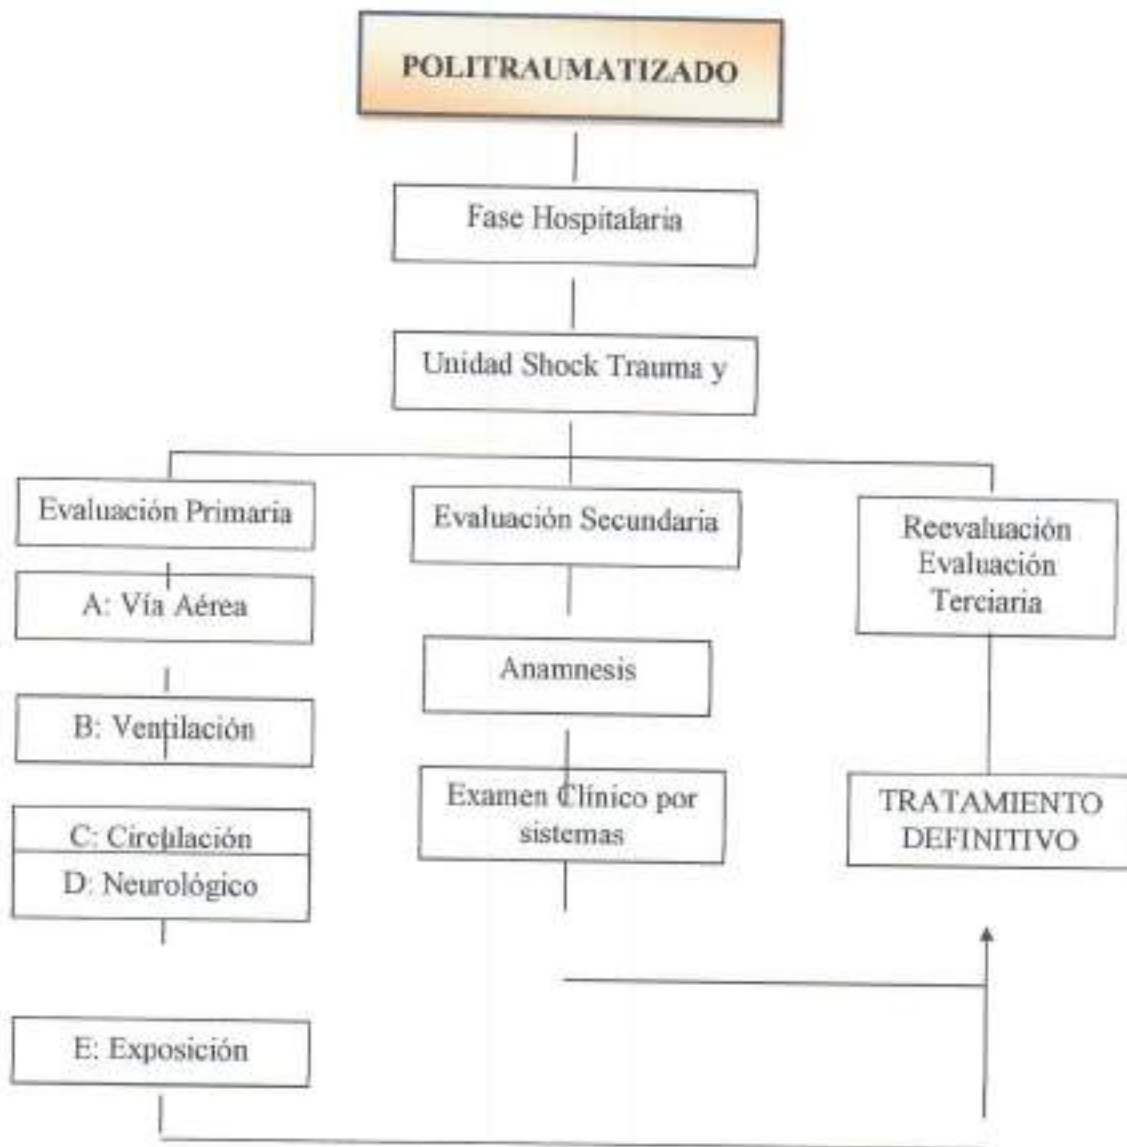 POLITRAUMATIZADO
Fase Hospitalaria
Unidad Shock Trauma y
Evaluación Primaria
A: Vía Aérea
B: Ventilación
C: Circulación
D: Neurológico
E: Exposición
Evaluación Secundaria
Anamnesis
Examen Clínico por
sistemas
Reevaluación
Evaluación
Terciaria
TRATAMIENTO
DEFINITIVO